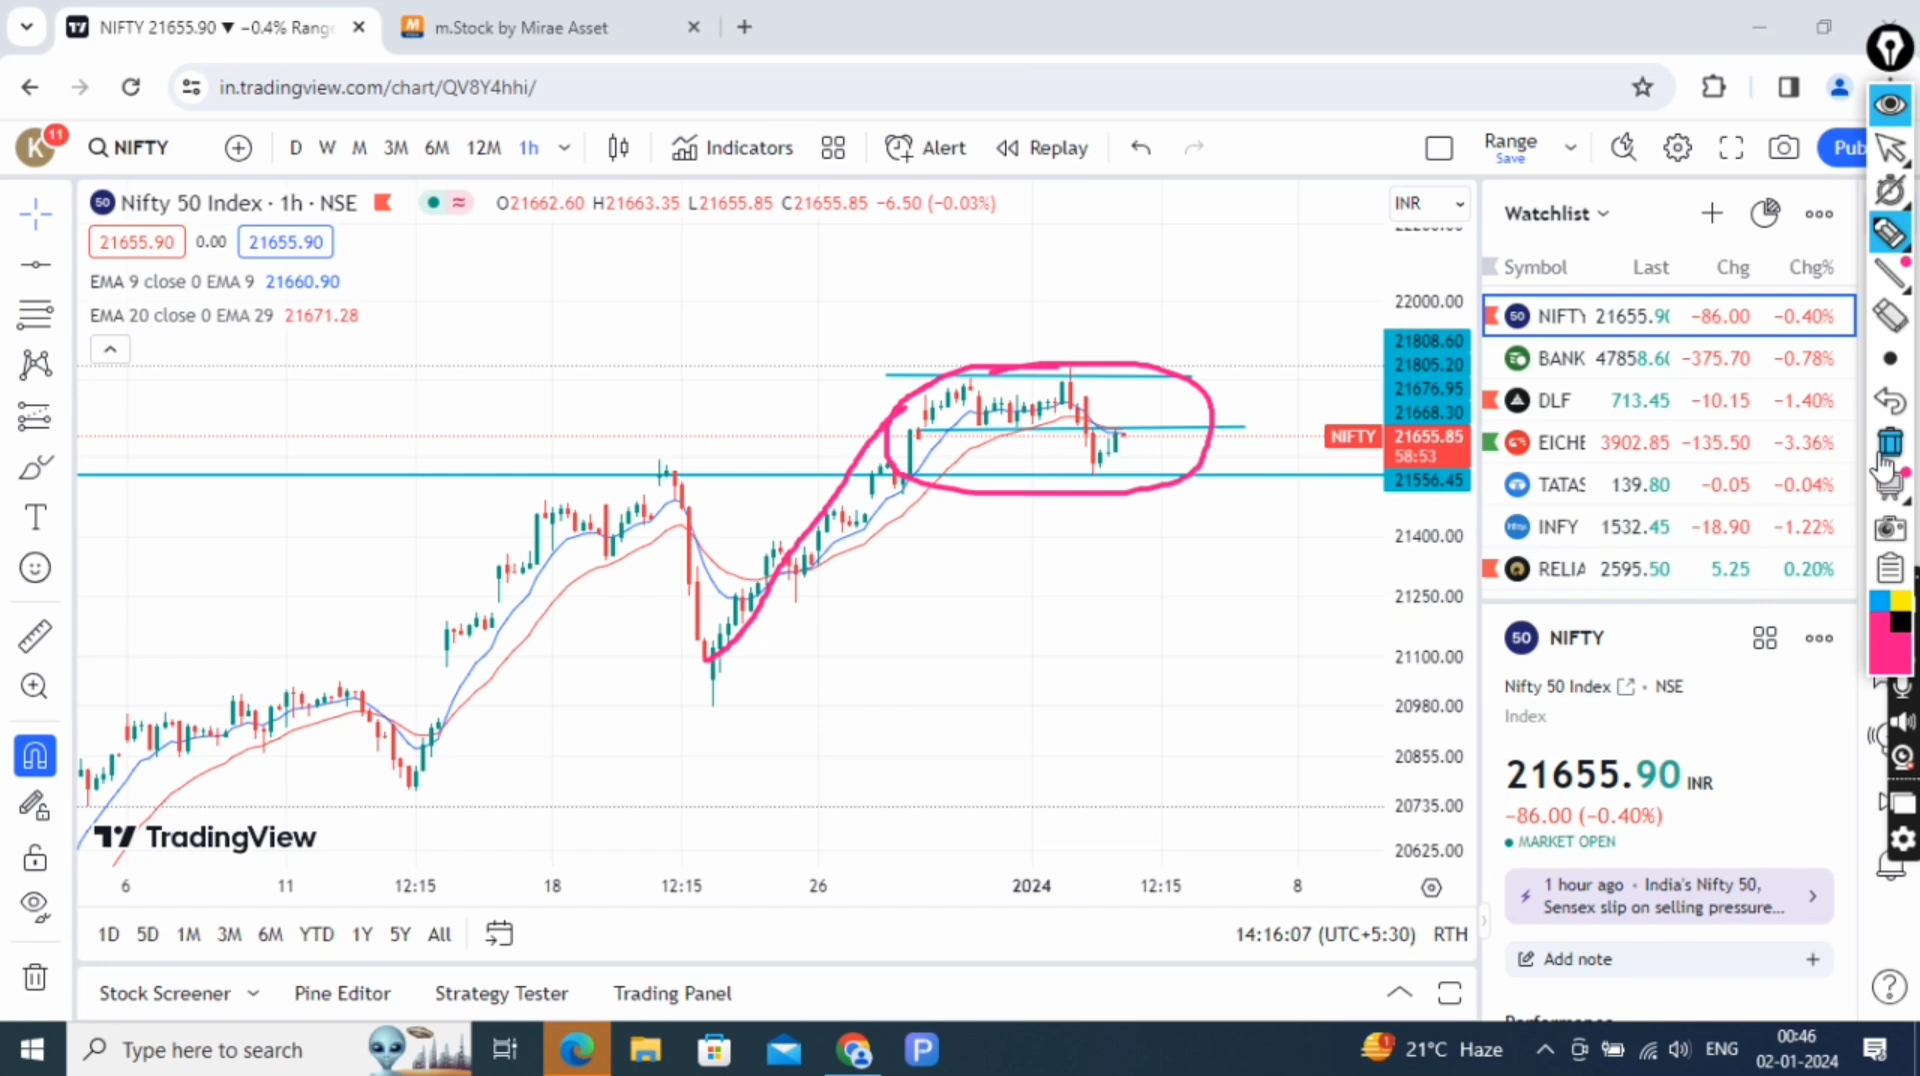 NIFTY 21655.90 ▼ −0.4% Rang
m.Stock by Mirae Asset
in.tradingview.com/chart/QV8Y4hhi/
K
11
NIFTY
D W M 3M 6M 12M 1h
Indicators
Alert
Replay
Range
Save
Pub
50 Nifty 50 Index · 1h · NSE
O21662.60 H21663.35 L21655.85 C21655.85 −6.50 (−0.03%)
21655.90 0.00 21655.90
EMA 9 close 0 EMA 9 21660.90
EMA 20 close 0 EMA 29 21671.28
INR
22000.00
21808.60
21805.20
21676.95
21668.30
NIFTY 21655.85
58:53
21556.45
21400.00
21250.00
21100.00
20980.00
20855.00
20735.00
20625.00
TradingView
6 11 12:15 18 12:15 26 2024 12:15 8
1D 5D 1M 3M 6M YTD 1Y 5Y All
14:16:07 (UTC+5:30) RTH
Stock Screener Pine Editor Strategy Tester Trading Panel
Watchlist
Symbol Last Chg Chg%
50 NIFTY 21655.90 −86.00 −0.40%
BANK 47858.60 −375.70 −0.78%
DLF 713.45 −10.15 −1.40%
EICHE 3902.85 −135.50 −3.36%
TATAS 139.80 −0.05 −0.04%
INFY 1532.45 −18.90 −1.22%
RELIA 2595.50 5.25 0.20%
50 NIFTY
Nifty 50 Index · NSE
Index
21655.90 INR
−86.00 (−0.40%)
MARKET OPEN
1 hour ago · India's Nifty 50,
Sensex slip on selling pressure...
Add note
Type here to search
21°C Haze
ENG
00:46
02-01-2024